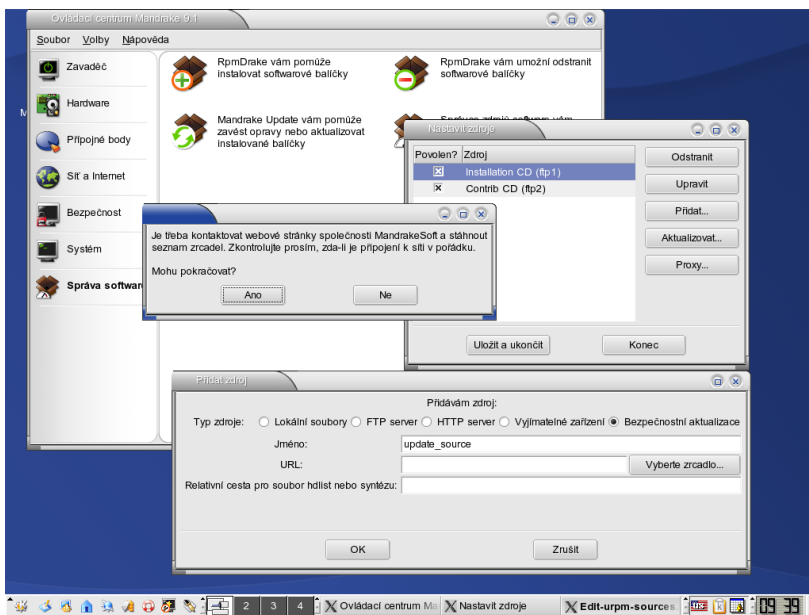 Ovládací centrum Mandrake 9.1
Soubor Volby Nápověda
Zavaděč
Hardware
Přípojné body
Síť a Internet
Bezpečnost
Systém
Správa softwar
RpmDrake vám pomůže
instalovat softwarové balíčky
RpmDrake vám umožní odstranit
softwarové balíčky
Mandrake Update vám pomůže
zavést opravy nebo aktualizovat
instalované balíčky
Správce zdrojů softwaru vám
M
Nastavit zdroje
Povolen? Zdroj
Installation CD (ftp1)
Contrib CD (ftp2)
Odstranit
Upravit
Přidat...
Aktualizovat...
Proxy...
Uložit a ukončit
Konec
Je třeba kontaktovat webové stránky společnosti MandrakeSoft a stáhnout
seznam zrcadel. Zkontrolujte prosím, zda-li je připojení k síti v pořádku.
Mohu pokračovat?
Ano
Ne
Přidat zdroj
Přidávám zdroj:
Typ zdroje: Lokální soubory FTP server HTTP server Vyjímatelné zařízení Bezpečnostní aktualizace
Jméno: update_source
URL: Vyberte zrcadlo...
Relativní cesta pro soubor hdlist nebo syntézu:
OK
Zrušit
2 3 4
Ovládací centrum Ma
Nastavit zdroje
Edit-urpm-sources
09 39